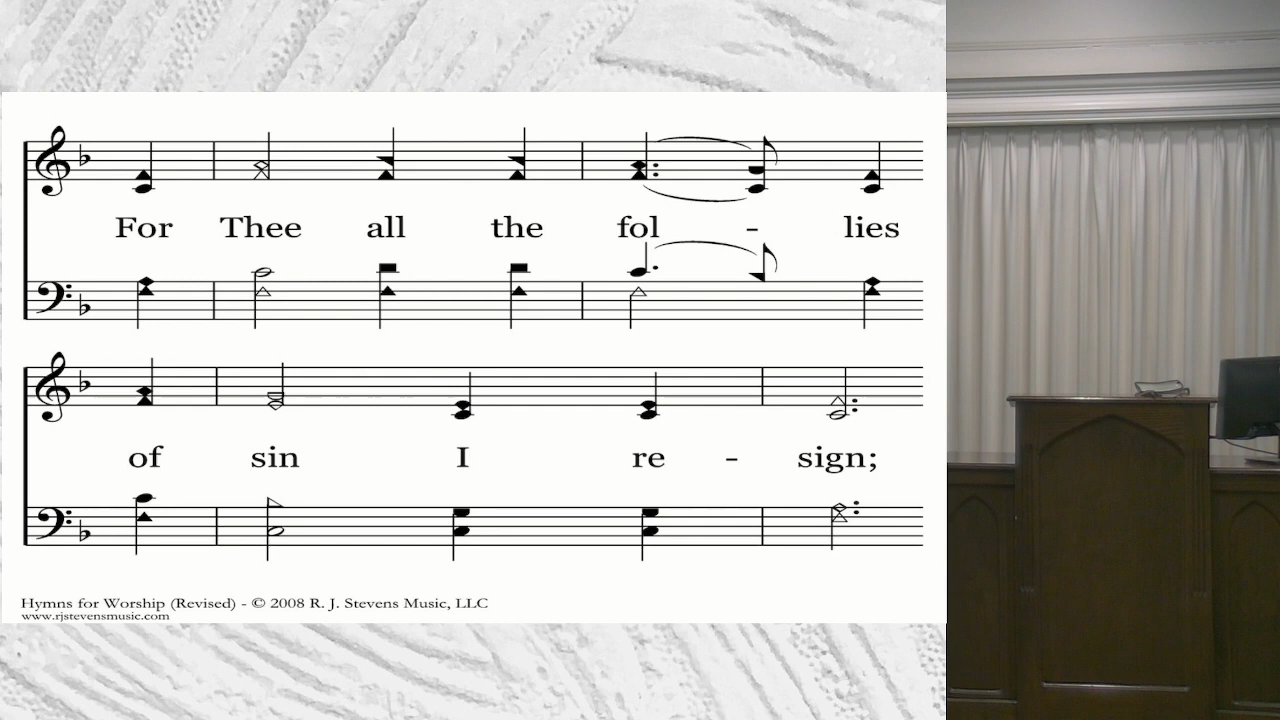 For Thee all the fol - lies
of sin I re - sign;
Hymns for Worship (Revised) - © 2008 R. J. Stevens Music, LLC
www.rjstevensmusic.com